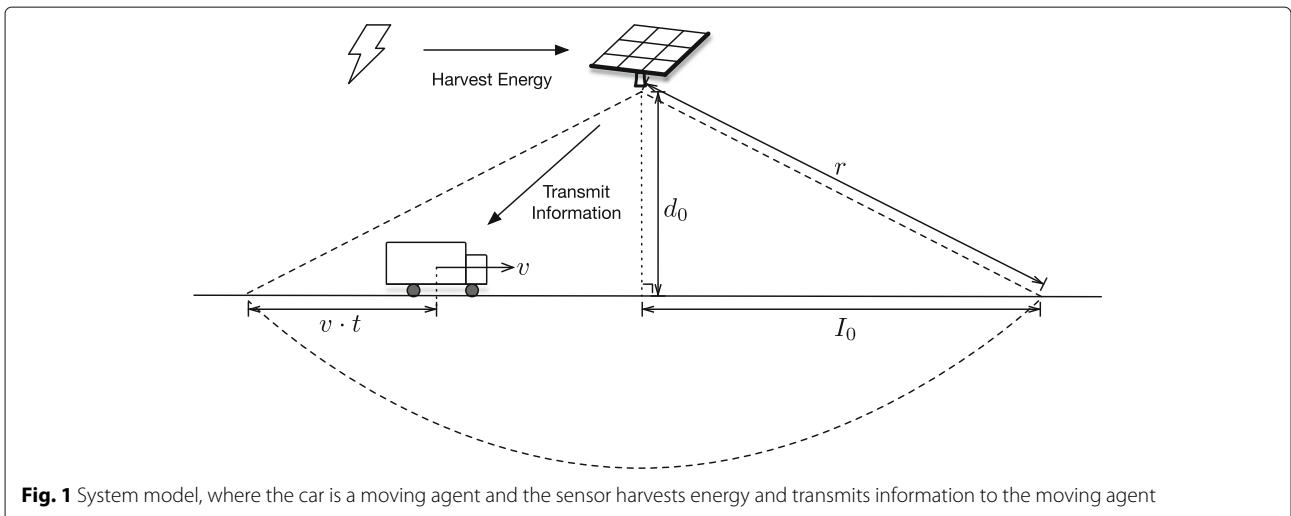 Harvest Energy
r
Transmit
Information
d₀
v
v · t
I₀
Fig. 1 System model, where the car is a moving agent and the sensor harvests energy and transmits information to the moving agent